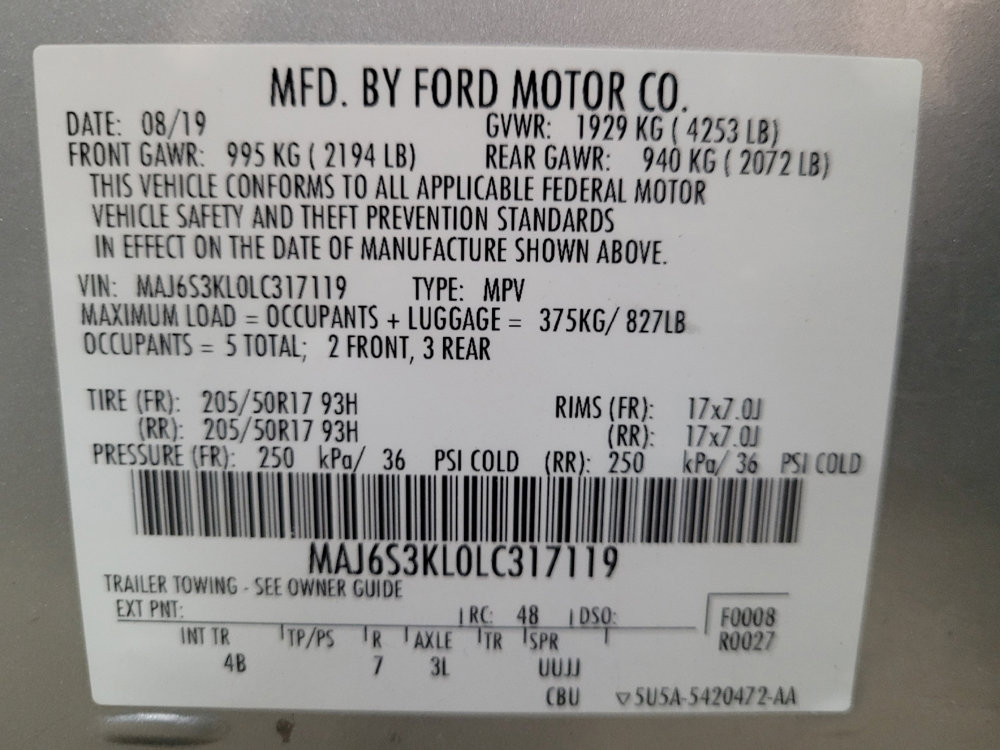 MFD. BY FORD MOTOR CO.
DATE: 08/19 GVWR: 1929 KG ( 4253 LB)
FRONT GAWR: 995 KG ( 2194 LB) REAR GAWR: 940 KG ( 2072 LB)
THIS VEHICLE CONFORMS TO ALL APPLICABLE FEDERAL MOTOR
VEHICLE SAFETY AND THEFT PREVENTION STANDARDS
IN EFFECT ON THE DATE OF MANUFACTURE SHOWN ABOVE.
VIN: MAJ6S3KL0LC317119 TYPE: MPV
MAXIMUM LOAD = OCCUPANTS + LUGGAGE = 375KG/ 827LB
OCCUPANTS = 5 TOTAL; 2 FRONT, 3 REAR
TIRE (FR): 205/50R17 93H RIMS (FR): 17x7.0J
(RR): 205/50R17 93H (RR): 17x7.0J
PRESSURE (FR): 250 kPa/ 36 PSI COLD (RR): 250 kPa/ 36 PSI COLD
MAJ6S3KL0LC317119
TRAILER TOWING - SEE OWNER GUIDE
EXT PNT: RC: 48 DSO: F0008
INT TR TP/PS R AXLE TR SPR R0027
4B 7 3L UUJJ
CBU 5U5A-5420472-AA